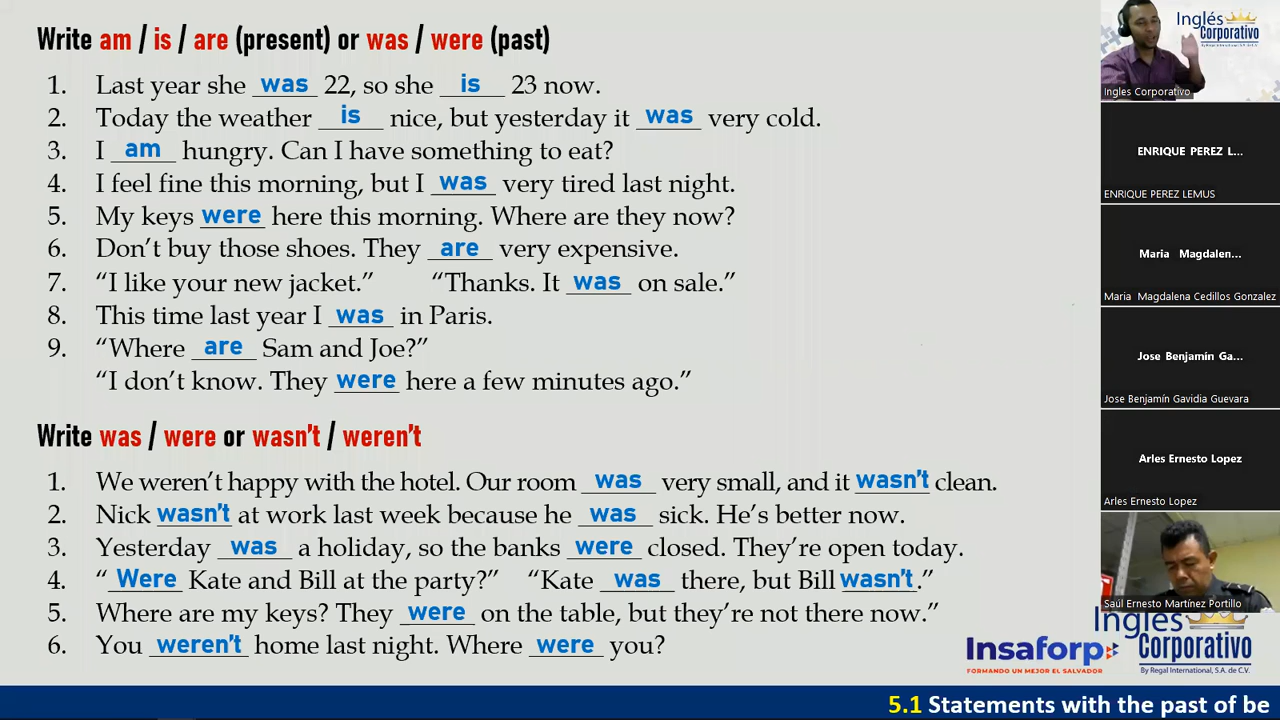 Write am / is / are (present) or was / were (past)
1. Last year she was 22, so she is 23 now.
2. Today the weather is nice, but yesterday it was very cold.
3. I am hungry. Can I have something to eat?
4. I feel fine this morning, but I was very tired last night.
5. My keys were here this morning. Where are they now?
6. Don't buy those shoes. They are very expensive.
7. “I like your new jacket.” “Thanks. It was on sale.”
8. This time last year I was in Paris.
9. “Where are Sam and Joe?”
“I don't know. They were here a few minutes ago.”
Write was / were or wasn't / weren't
1. We weren't happy with the hotel. Our room was very small, and it wasn't clean.
2. Nick wasn't at work last week because he was sick. He's better now.
3. Yesterday was a holiday, so the banks were closed. They're open today.
4. “Were Kate and Bill at the party?” “Kate was there, but Bill wasn't.”
5. Where are my keys? They were on the table, but they're not there now.”
6. You weren't home last night. Where were you?
Insaforp
FORMANDO UN MEJOR EL SALVADOR
Inglés
Corporativo
By Regal International, S.A. de C.V.
5.1 Statements with the past of be
Inglés
Corporativo
Ingles Corporativo
ENRIQUE PEREZ L...
ENRIQUE PEREZ LEMUS
Maria Magdalen...
Maria Magdalena Cedillos Gonzalez
Jose Benjamín Ga...
Jose Benjamín Gavidia Guevara
Arles Ernesto Lopez
Arles Ernesto Lopez
Saúl Ernesto Martínez Portillo